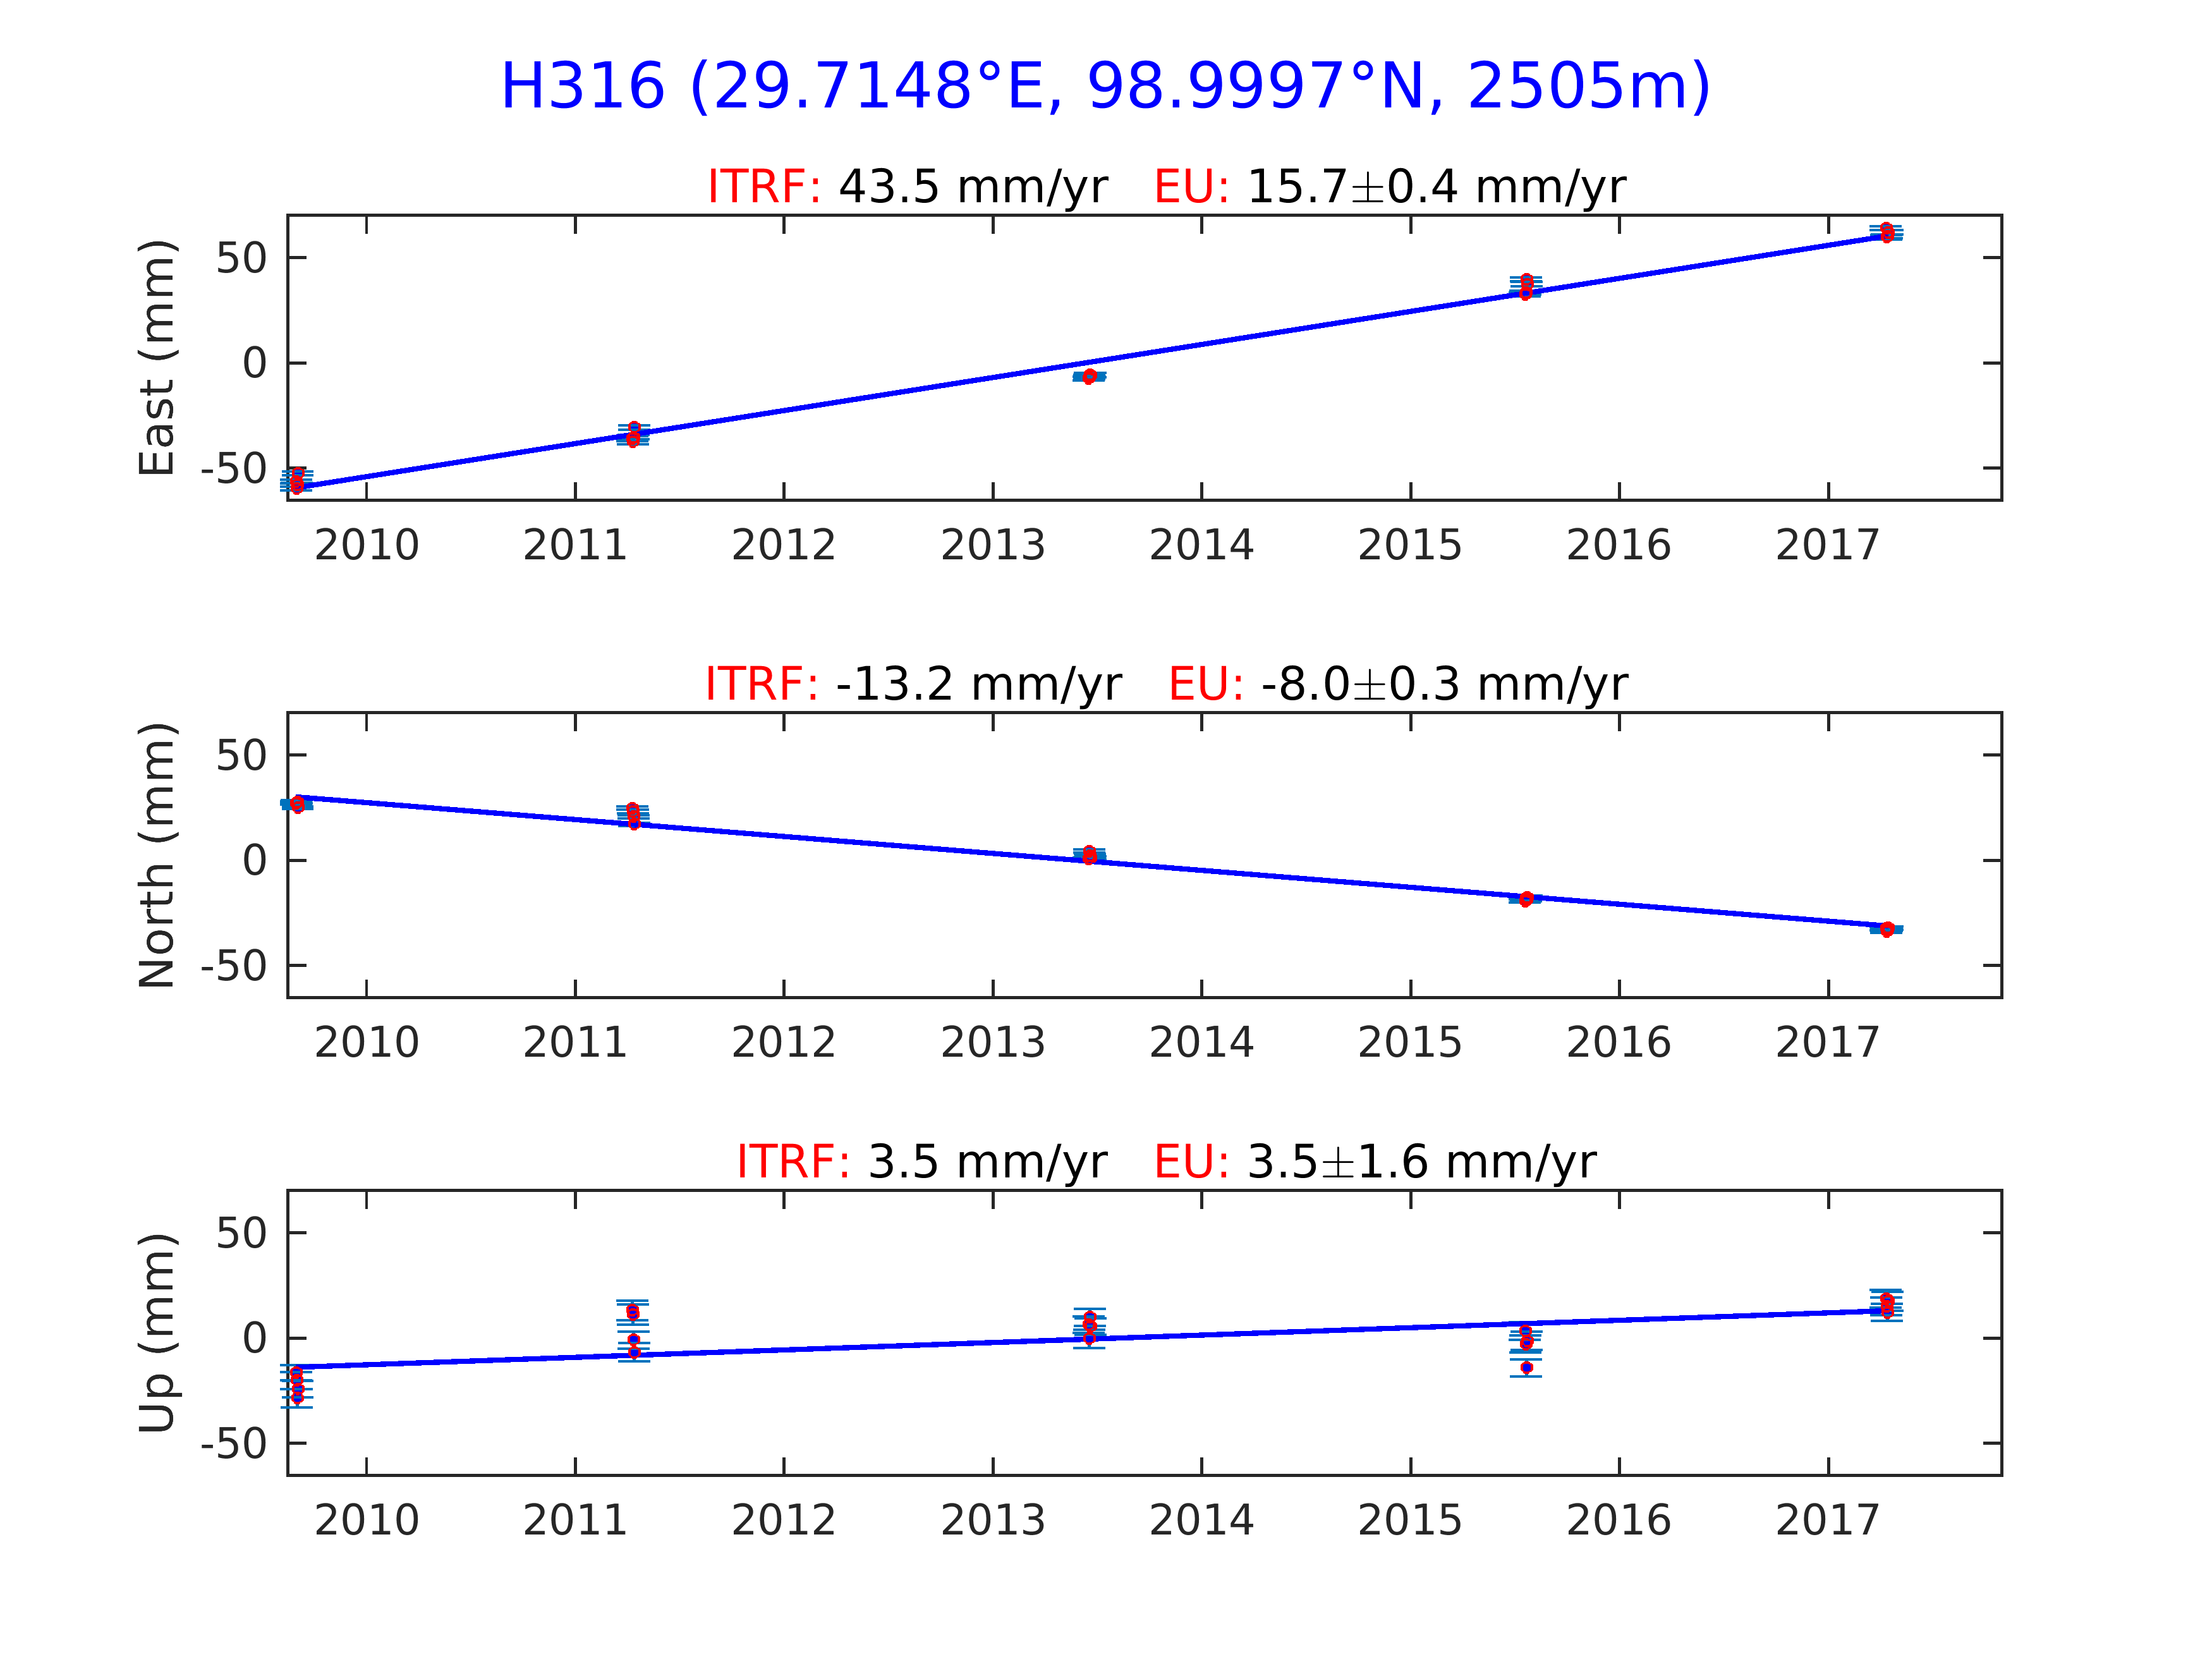 H316 (29.7148°E, 98.9997°N, 2505m)
ITRF: 43.5 mm/yr EU: 15.7±0.4 mm/yr
East (mm)
50
0
-50
2010 2011 2012 2013 2014 2015 2016 2017
ITRF: -13.2 mm/yr EU: -8.0±0.3 mm/yr
North (mm)
50
0
-50
2010 2011 2012 2013 2014 2015 2016 2017
ITRF: 3.5 mm/yr EU: 3.5±1.6 mm/yr
Up (mm)
50
0
-50
2010 2011 2012 2013 2014 2015 2016 2017